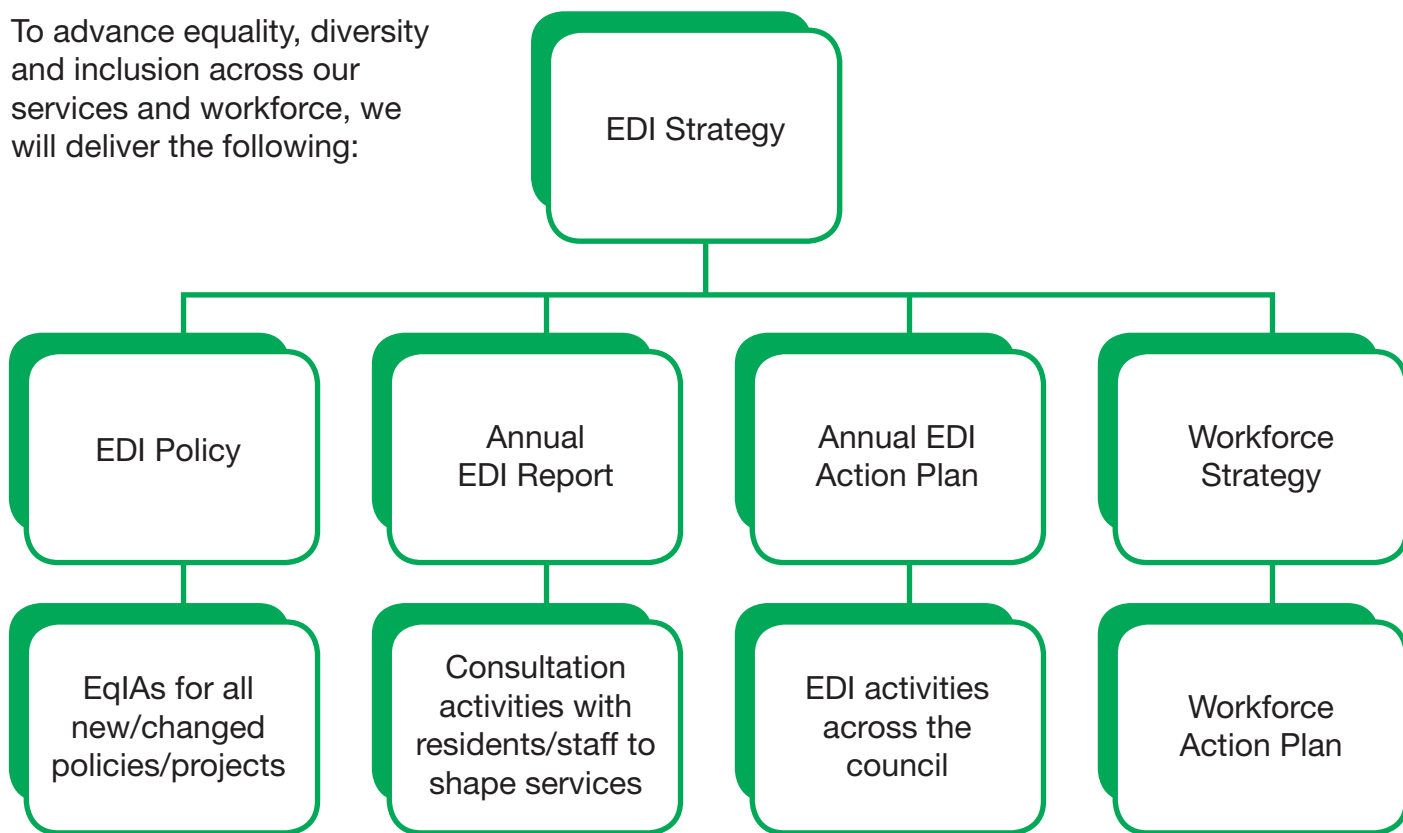 To advance equality, diversity
and inclusion across our
services and workforce, we
will deliver the following:
EDI Strategy
EDI Policy
Annual
EDI Report
Annual EDI
Action Plan
Workforce
Strategy
EqIAs for all
new/changed
policies/projects
Consultation
activities with
residents/staff to
shape services
EDI activities
across the
council
Workforce
Action Plan